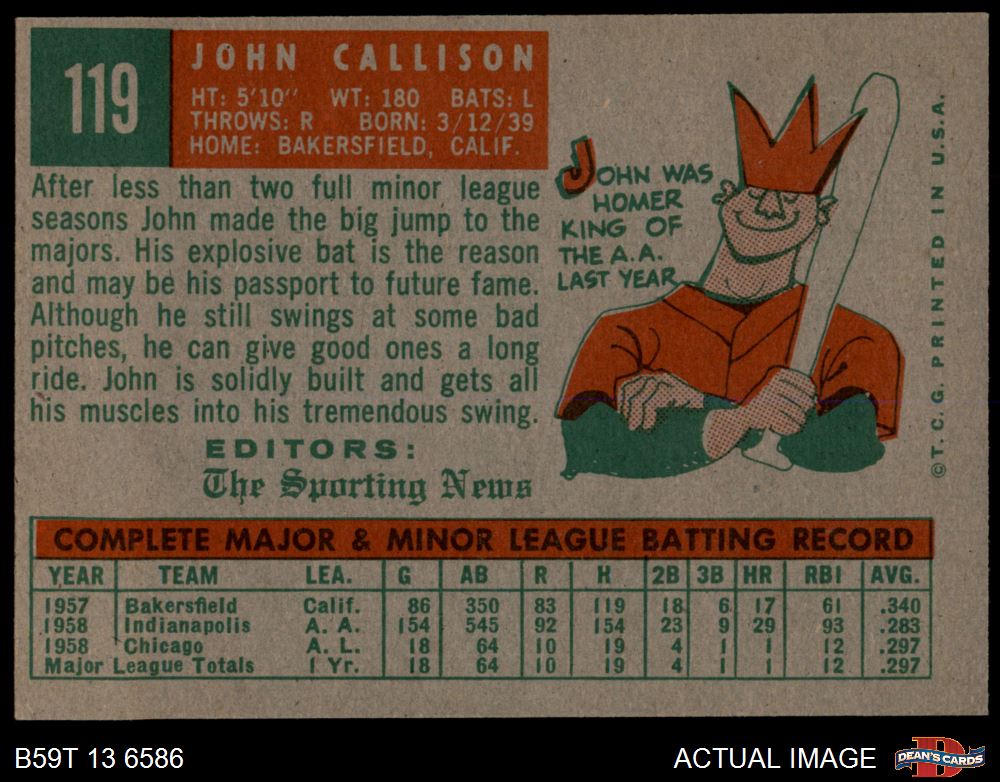 119
JOHN CALLISON
HT: 5'10" WT: 180 BATS: L
THROWS: R BORN: 3/12/39
HOME: BAKERSFIELD, CALIF.
After less than two full minor league
seasons John made the big jump to the
majors. His explosive bat is the reason
and may be his passport to future fame.
Although he still swings at some bad
pitches, he can give good ones a long
ride. John is solidly built and gets all
his muscles into his tremendous swing.
EDITORS:
The Sporting News
JOHN WAS
HOMER
KING OF
THE A.A.
LAST YEAR
©T. C. G. PRINTED IN U.S.A.
COMPLETE MAJOR & MINOR LEAGUE BATTING RECORD
YEAR TEAM LEA. G AB R H 2B 3B HR RBI AVG.
1957 Bakersfield Calif. 86 350 83 119 18 6 17 61 .340
1958 Indianapolis A. A. 154 545 92 154 23 9 29 93 .283
1958 Chicago A. L. 18 64 10 19 4 1 1 12 .297
Major League Totals 1 Yr. 18 64 10 19 4 1 1 12 .297
B59T 13 6586
ACTUAL IMAGE
D
DEAN'S CARDS